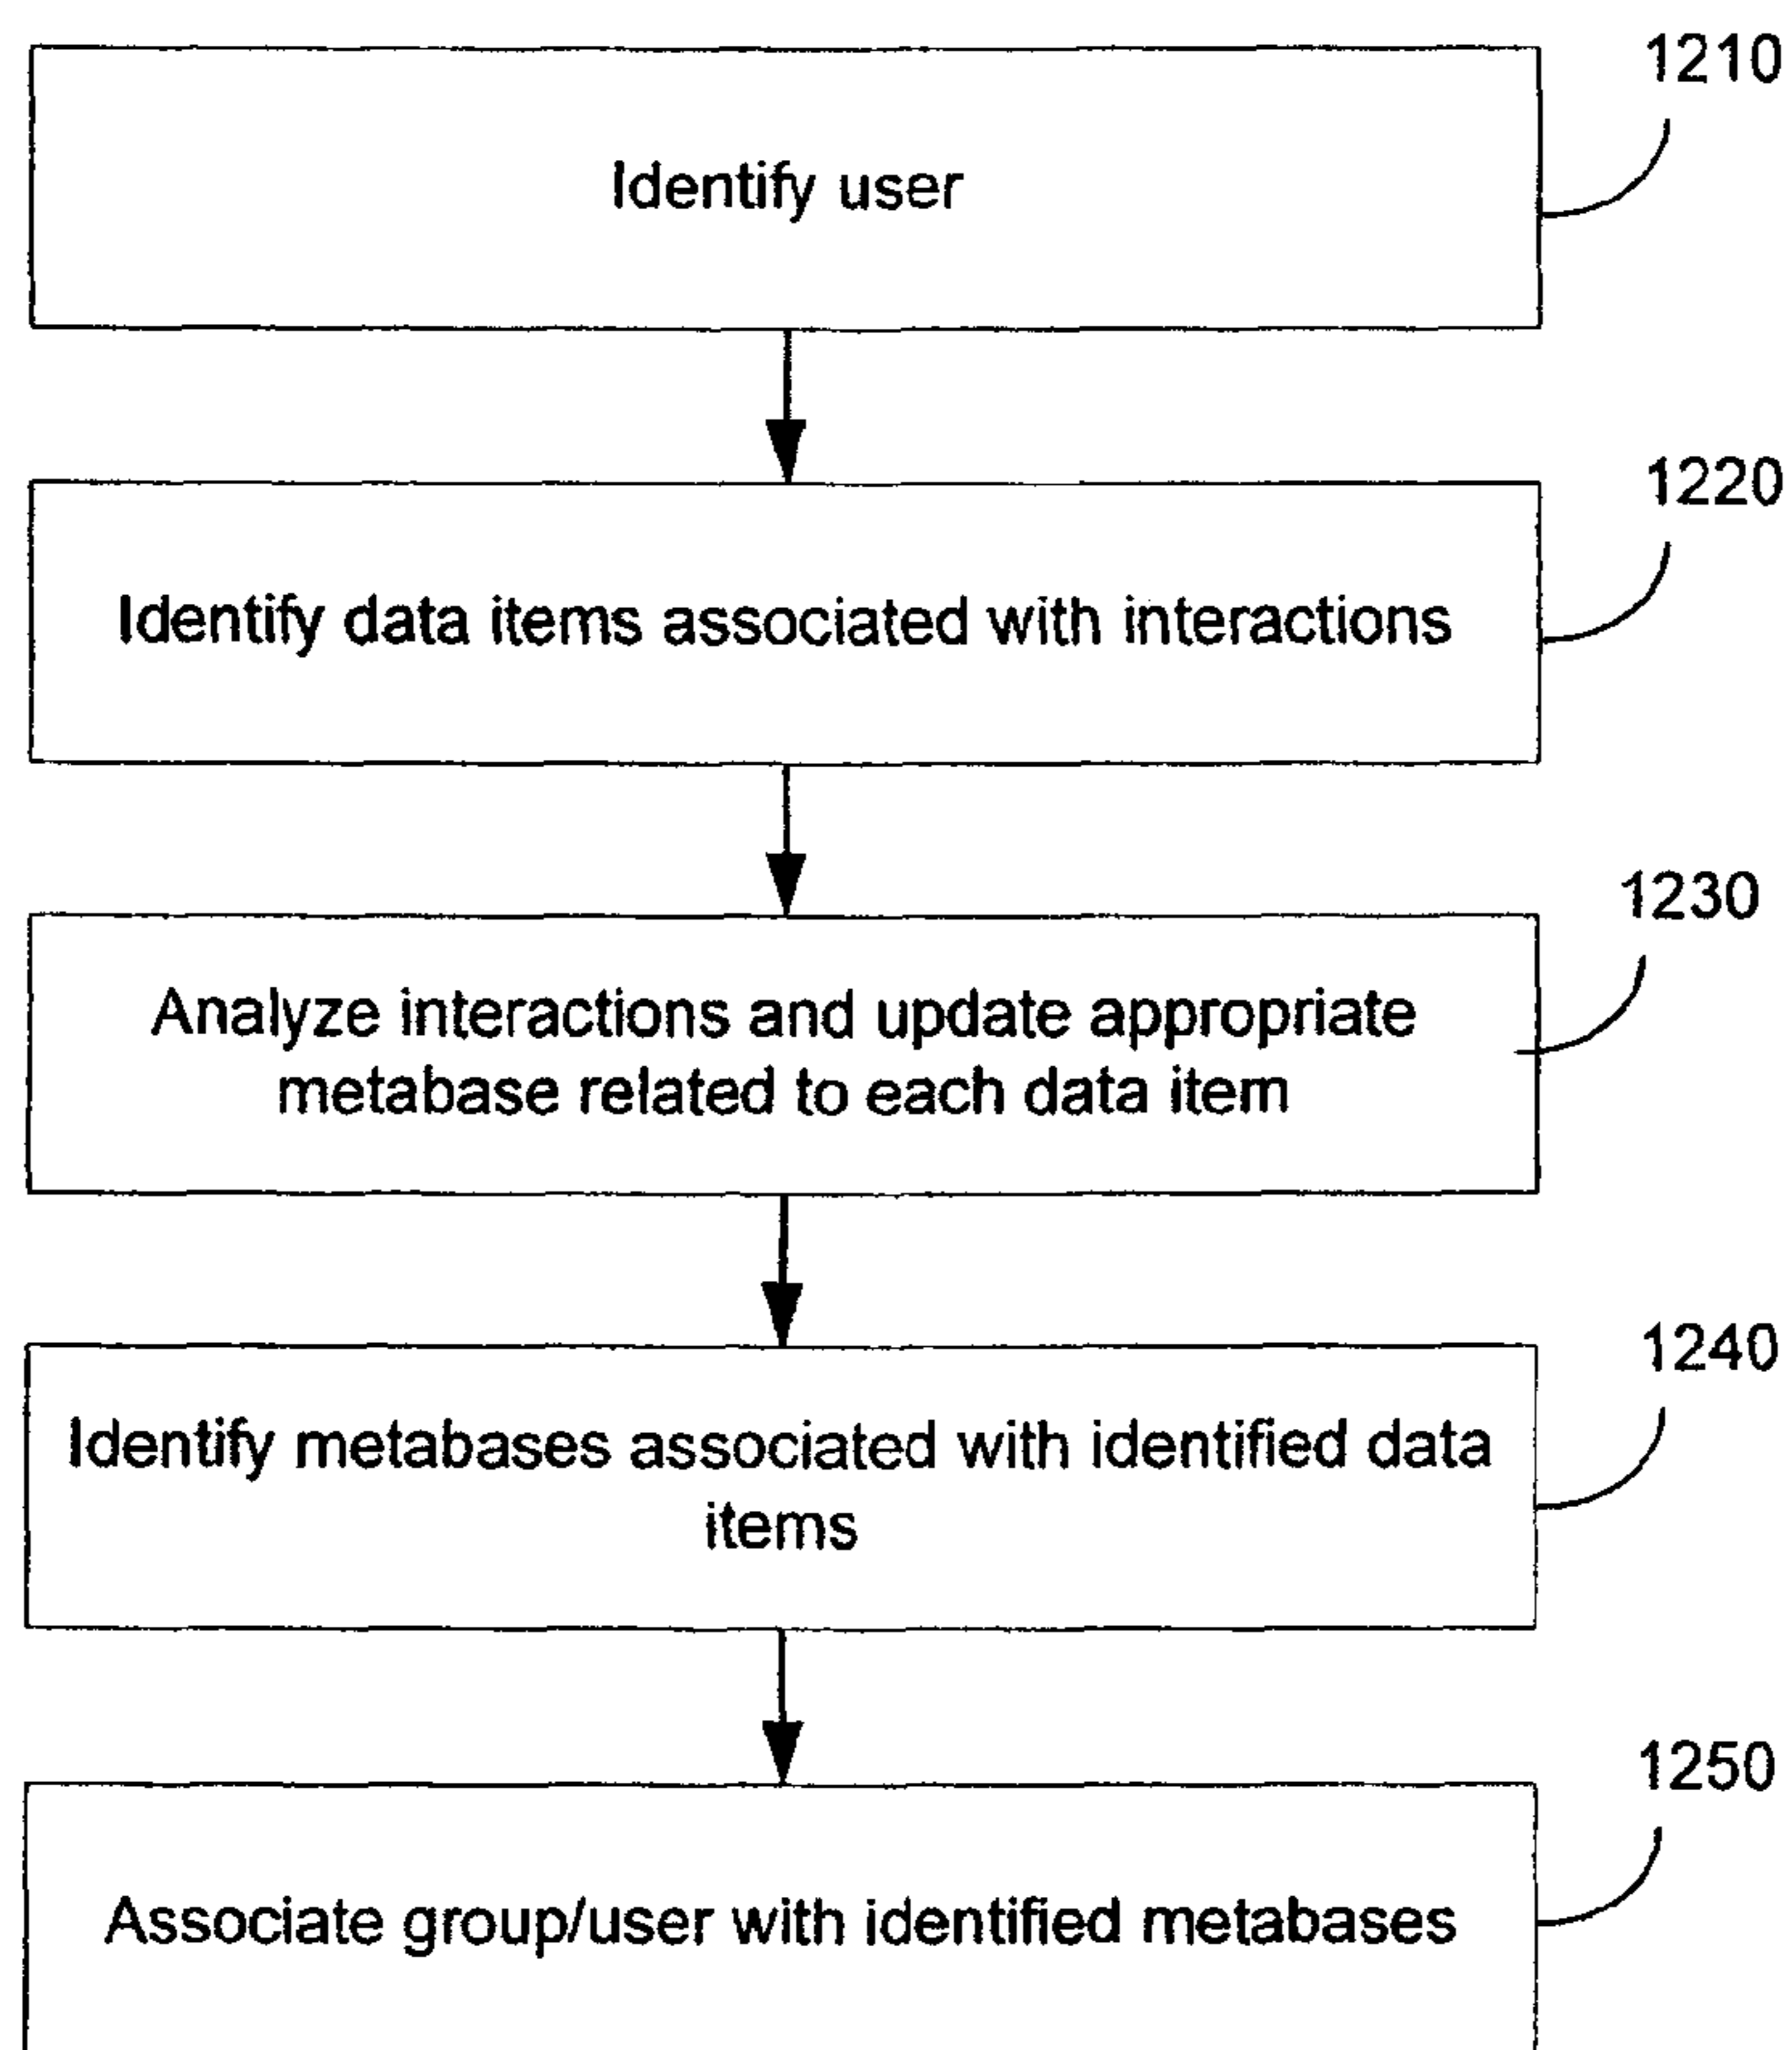 1210
Identify user
1220
Identify data items associated with interactions
1230
Analyze interactions and update appropriate
metabase related to each data item
1240
Identify metabases associated with identified data
items
1250
Associate group/user with identified metabases